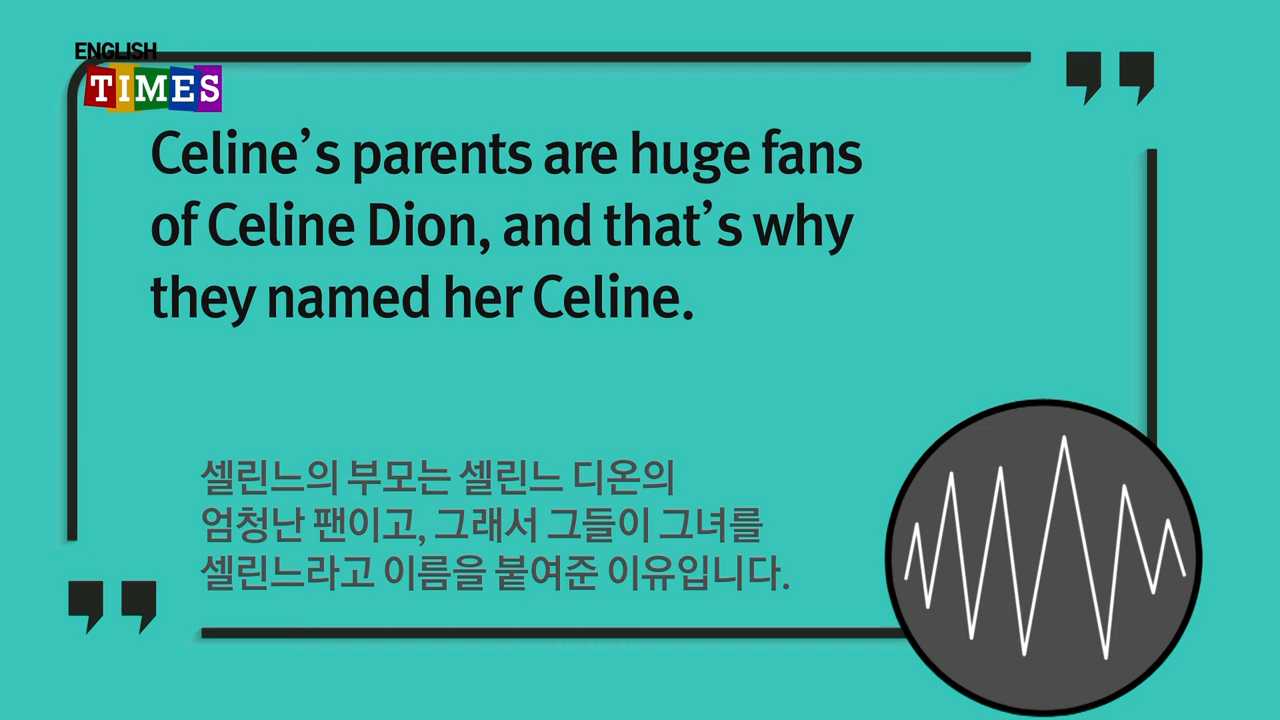 ENGLISH
TIMES
Celine’s parents are huge fans
of Celine Dion, and that’s why
they named her Celine.
셀린느의 부모는 셀린느 디온의
엄청난 팬이고, 그래서 그들이 그녀를
셀린느라고 이름을 붙여준 이유입니다.